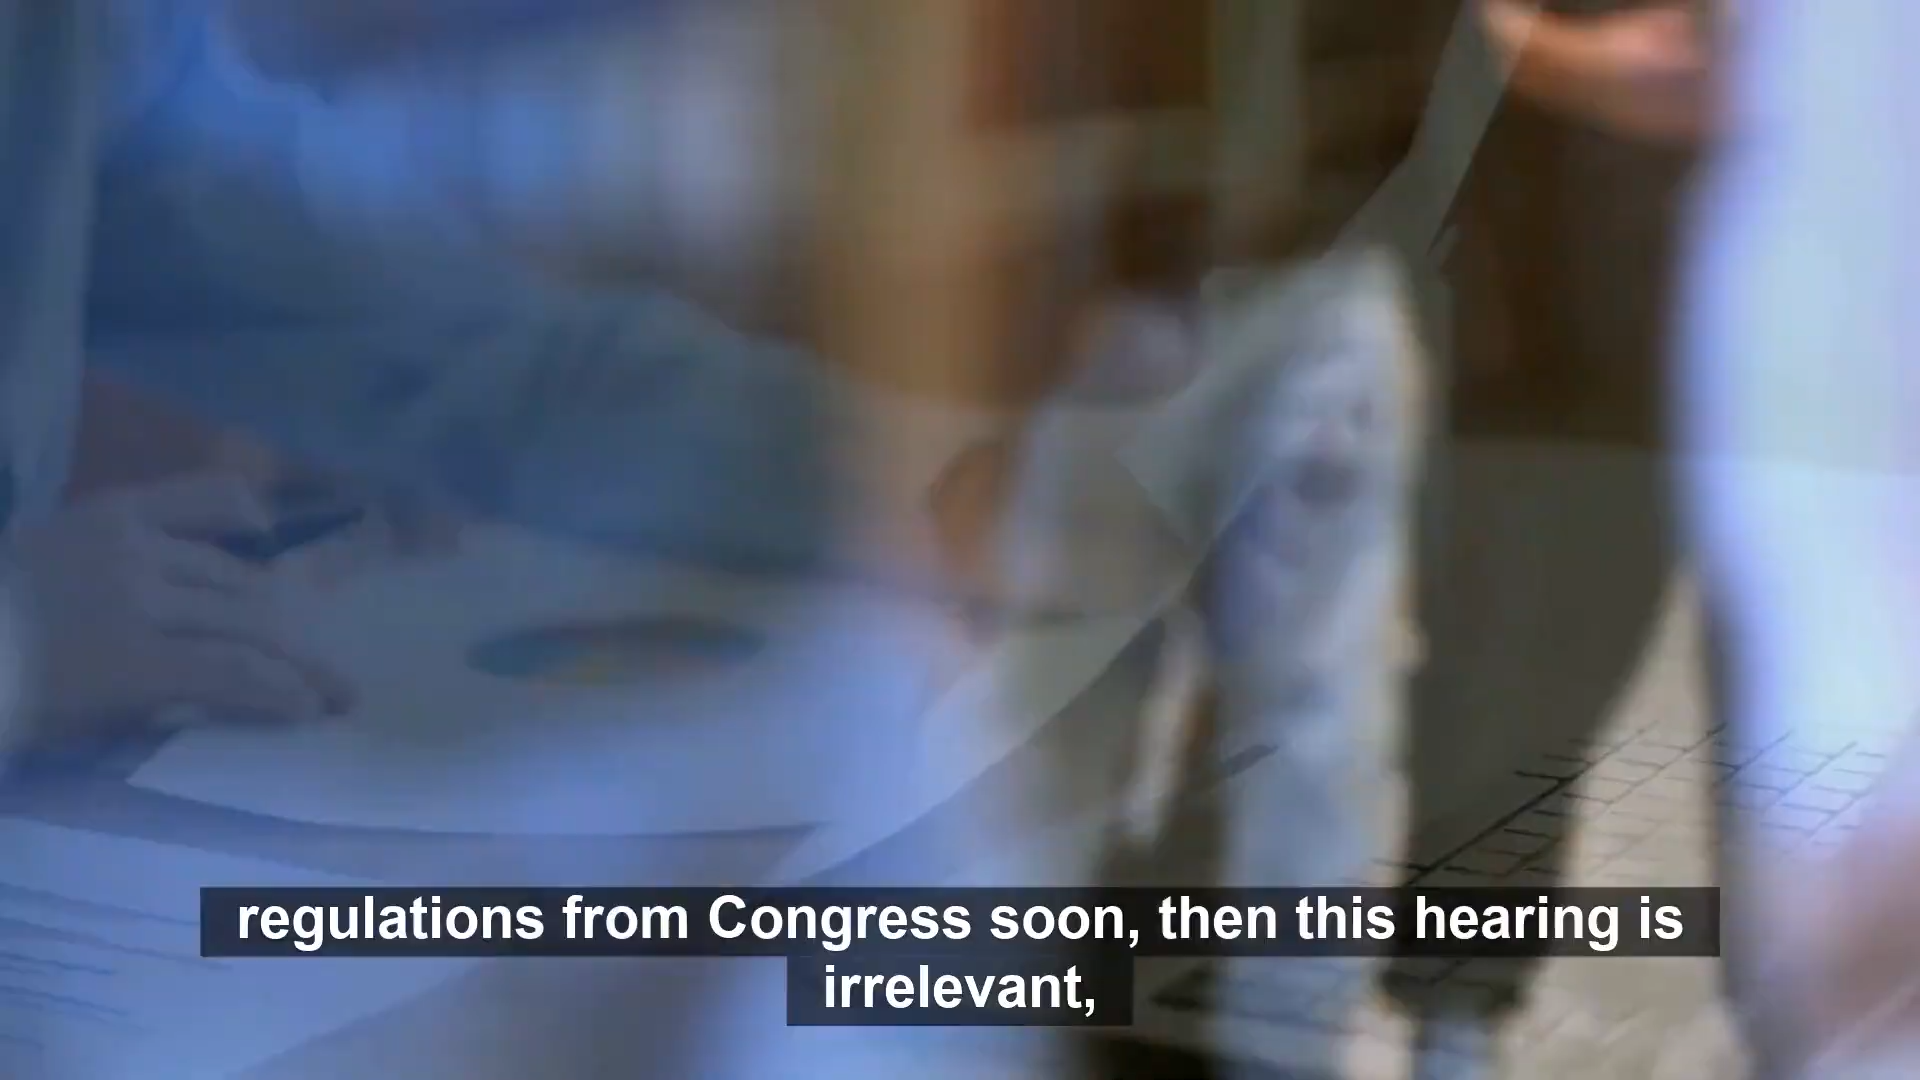 regulations from Congress soon, then this hearing is
irrelevant,